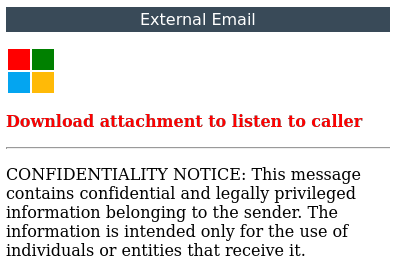 External Email
Download attachment to listen to caller
CONFIDENTIALITY NOTICE: This message
contains confidential and legally privileged
information belonging to the sender. The
information is intended only for the use of
individuals or entities that receive it.